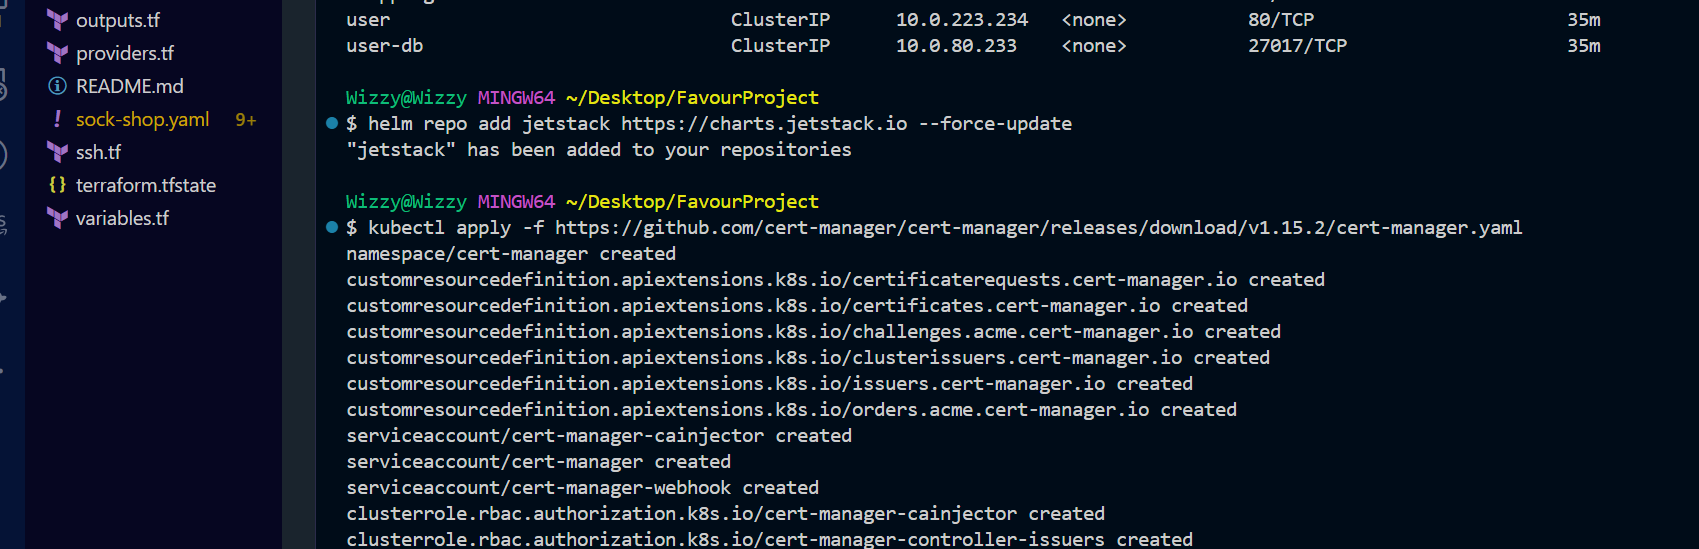 outputs.tf
providers.tf
README.md
sock-shop.yaml 9+
ssh.tf
terraform.tfstate
variables.tf
user ClusterIP 10.0.223.234 <none> 80/TCP 35m
user-db ClusterIP 10.0.80.233 <none> 27017/TCP 35m
Wizzy@Wizzy MINGW64 ~/Desktop/FavourProject
$ helm repo add jetstack https://charts.jetstack.io --force-update
"jetstack" has been added to your repositories
Wizzy@Wizzy MINGW64 ~/Desktop/FavourProject
$ kubectl apply -f https://github.com/cert-manager/cert-manager/releases/download/v1.15.2/cert-manager.yaml
namespace/cert-manager created
customresourcedefinition.apiextensions.k8s.io/certificaterequests.cert-manager.io created
customresourcedefinition.apiextensions.k8s.io/certificates.cert-manager.io created
customresourcedefinition.apiextensions.k8s.io/challenges.acme.cert-manager.io created
customresourcedefinition.apiextensions.k8s.io/clusterissuers.cert-manager.io created
customresourcedefinition.apiextensions.k8s.io/issuers.cert-manager.io created
customresourcedefinition.apiextensions.k8s.io/orders.acme.cert-manager.io created
serviceaccount/cert-manager-cainjector created
serviceaccount/cert-manager created
serviceaccount/cert-manager-webhook created
clusterrole.rbac.authorization.k8s.io/cert-manager-cainjector created
clusterrole.rbac.authorization.k8s.io/cert-manager-controller-issuers created